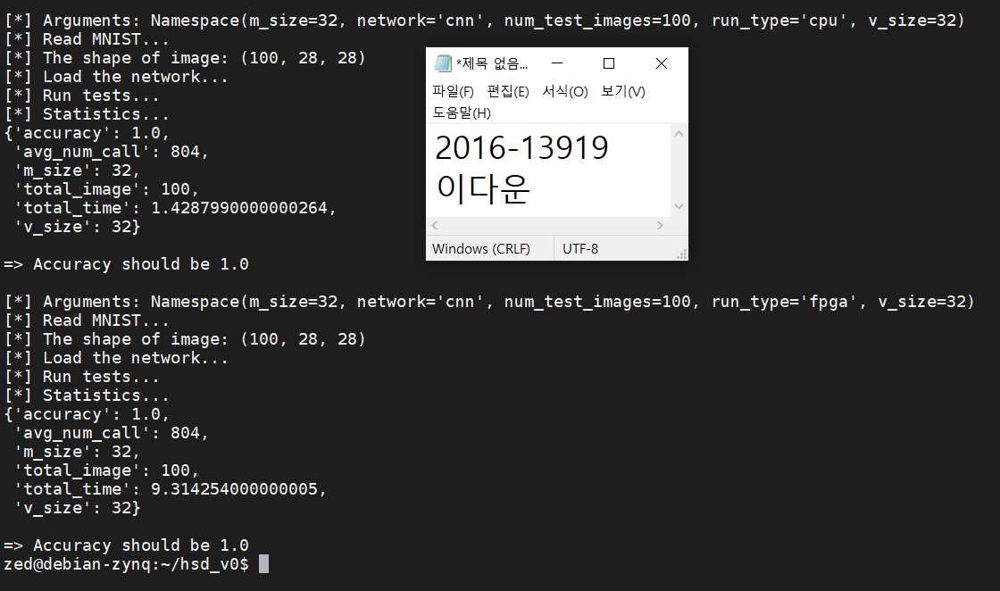 [*] Arguments: Namespace(m_size=32, network='cnn', num_test_images=100, run_type='cpu', v_size=32)
[*] Read MNIST...
[*] The shape of image: (100, 28, 28)
[*] Load the network...
[*] Run tests...
[*] Statistics...
{'accuracy': 1.0,
 'avg_num_call': 804,
 'm_size': 32,
 'total_image': 100,
 'total_time': 1.4287990000000264,
 'v_size': 32}
=> Accuracy should be 1.0
*제목 없음...
파일(F) 편집(E) 서식(O) 보기(V)
도움말(H)
2016-13919
이다운
Windows (CRLF) UTF-8
[*] Arguments: Namespace(m_size=32, network='cnn', num_test_images=100, run_type='fpga', v_size=32)
[*] Read MNIST...
[*] The shape of image: (100, 28, 28)
[*] Load the network...
[*] Run tests...
[*] Statistics...
{'accuracy': 1.0,
 'avg_num_call': 804,
 'm_size': 32,
 'total_image': 100,
 'total_time': 9.314254000000005,
 'v_size': 32}
=> Accuracy should be 1.0
zed@debian-zynq:~/hsd_v0$